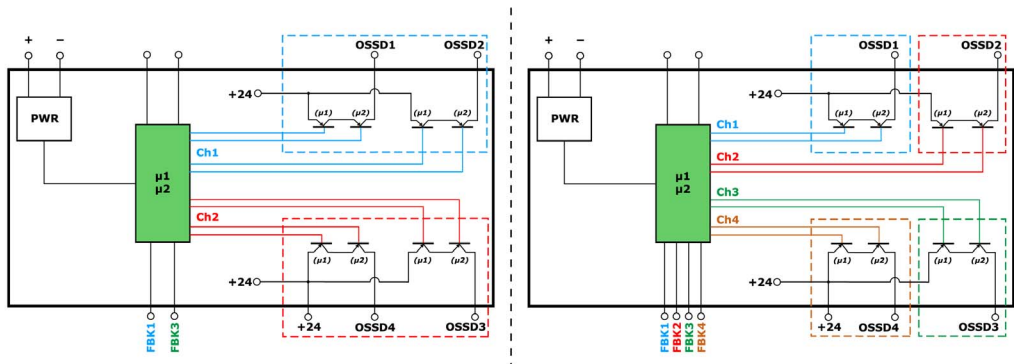 + −
OSSD1 OSSD2
+24
(μ1) (μ2) (μ1) (μ2)
PWR
Ch1
μ1
μ2
Ch2
(μ1) (μ2) (μ1) (μ2)
+24
+24 OSSD4 OSSD3
FBK1 FBK3
+ −
OSSD1 OSSD2
+24
(μ1) (μ2) (μ1) (μ2)
PWR
Ch1
Ch2
μ1
μ2
Ch3
Ch4
(μ1) (μ2) (μ1) (μ2)
+24
+24 OSSD4 OSSD3
FBK1 FBK2 FBK3 FBK4